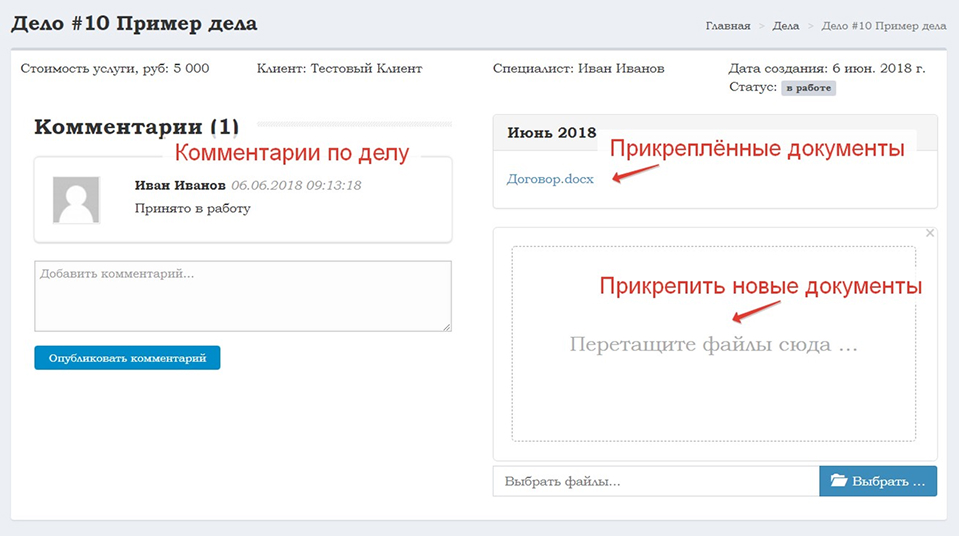 Дело #10 Пример дела
Главная > Дела > Дело #10 Пример дела
Стоимость услуги, руб: 5 000
Клиент: Тестовый Клиент
Специалист: Иван Иванов
Дата создания: 6 июн. 2018 г.
Статус: в работе
Комментарии (1)
Комментарии по делу
Иван Иванов 06.06.2018 09:13:18
Принято в работу
Добавить комментарий...
Опубликовать комментарий
Июнь 2018
Прикреплённые документы
Договор.docx
×
Прикрепить новые документы
Перетащите файлы сюда ...
Выбрать файлы...
Выбрать ...